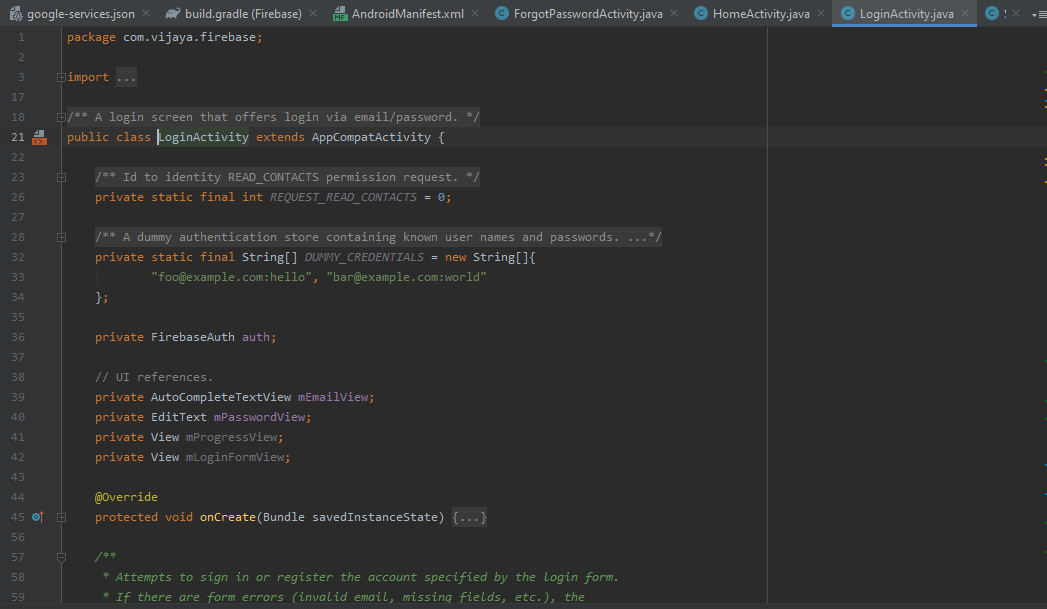 google-services.json build.gradle (Firebase) AndroidManifest.xml ForgotPasswordActivity.java HomeActivity.java LoginActivity.java
1 package com.vijaya.firebase;
2
3 import ...
17
18 /** A login screen that offers login via email/password. */
21 public class LoginActivity extends AppCompatActivity {
22
23 /** Id to identity READ_CONTACTS permission request. */
26 private static final int REQUEST_READ_CONTACTS = 0;
27
28 /** A dummy authentication store containing known user names and passwords. ...*/
32 private static final String[] DUMMY_CREDENTIALS = new String[]{
33 "foo@example.com:hello", "bar@example.com:world"
34 };
35
36 private FirebaseAuth auth;
37
38 // UI references.
39 private AutoCompleteTextView mEmailView;
40 private EditText mPasswordView;
41 private View mProgressView;
42 private View mLoginFormView;
43
44 @Override
45 protected void onCreate(Bundle savedInstanceState) {...}
56
57 /**
58 * Attempts to sign in or register the account specified by the login form.
59 * If there are form errors (invalid email, missing fields, etc.), the